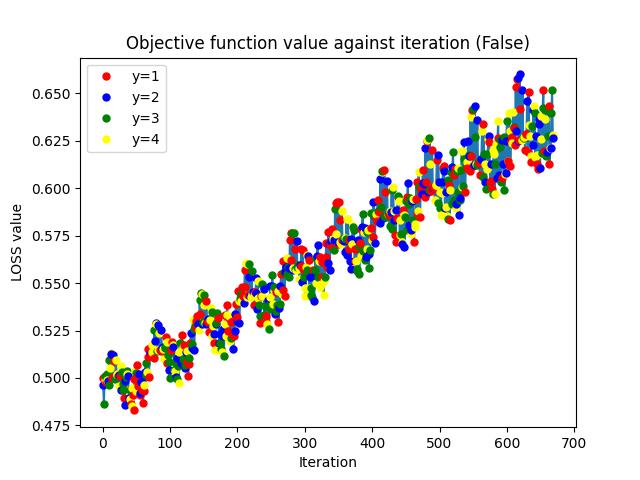 Objective function value against iteration (False)
y=1
y=2
y=3
y=4
LOSS value
0.650
0.625
0.600
0.575
0.550
0.525
0.500
0.475
0
100
200
300
400
500
600
700
Iteration